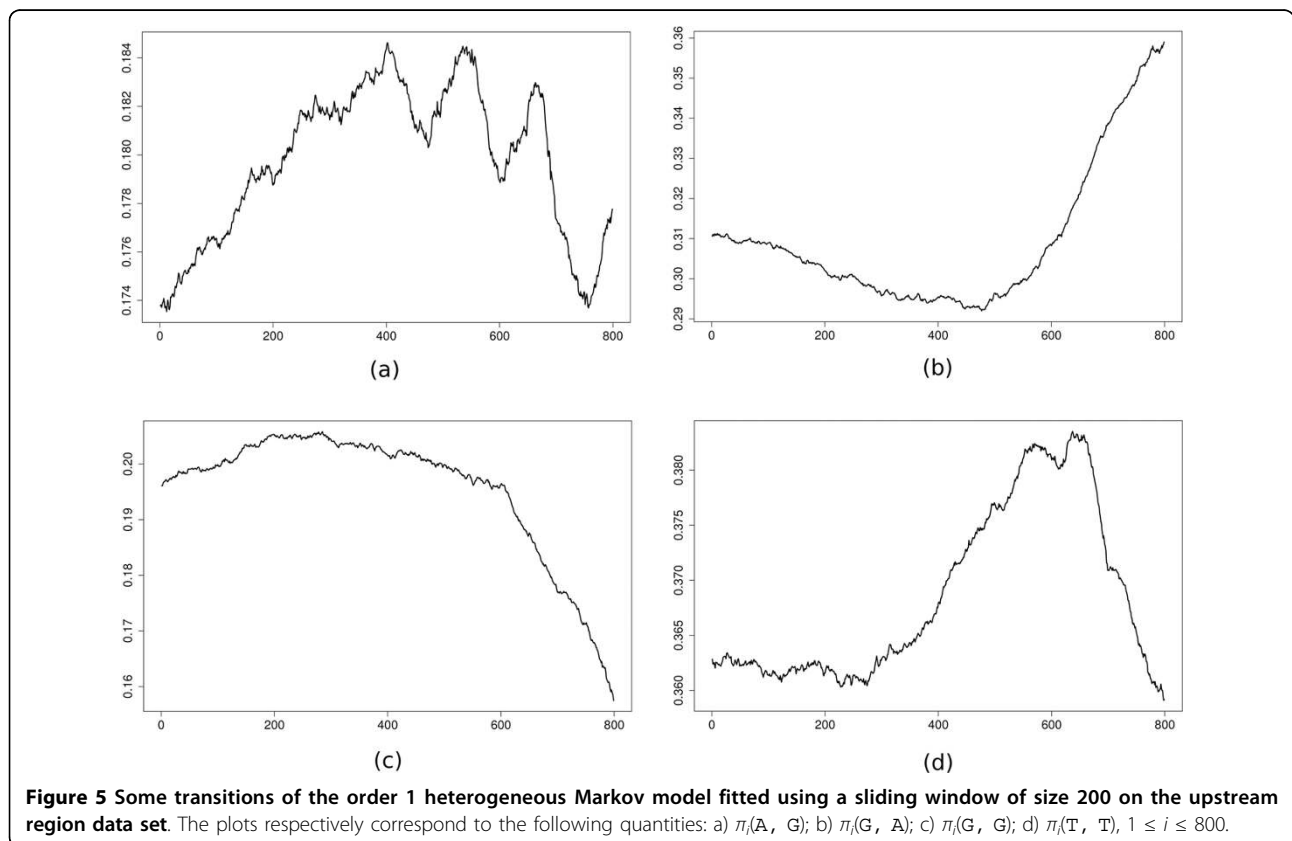 0.184
0.182
0.180
0.178
0.176
0.174
0 200 400 600 800
(a)
0.36
0.35
0.34
0.33
0.32
0.31
0.30
0.29
0 200 400 600 800
(b)
0.20
0.19
0.18
0.17
0.16
0 200 400 600 800
(c)
0.380
0.375
0.370
0.365
0.360
0 200 400 600 800
(d)
Figure 5 Some transitions of the order 1 heterogeneous Markov model fitted using a sliding window of size 200 on the upstream
region data set. The plots respectively correspond to the following quantities: a) πi(A, G); b) πi(G, A); c) πi(G, G); d) πi(T, T), 1 ≤ i ≤ 800.